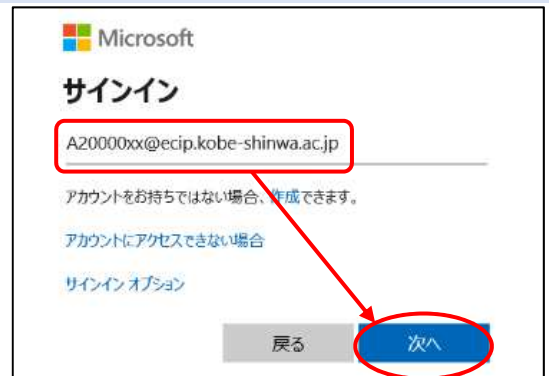 Microsoft
サインイン
A20000xx@ecip.kobe-shinwa.ac.jp
アカウントをお持ちではない場合、作成できます。
アカウントにアクセスできない場合
サインイン オプション
戻る
次へ